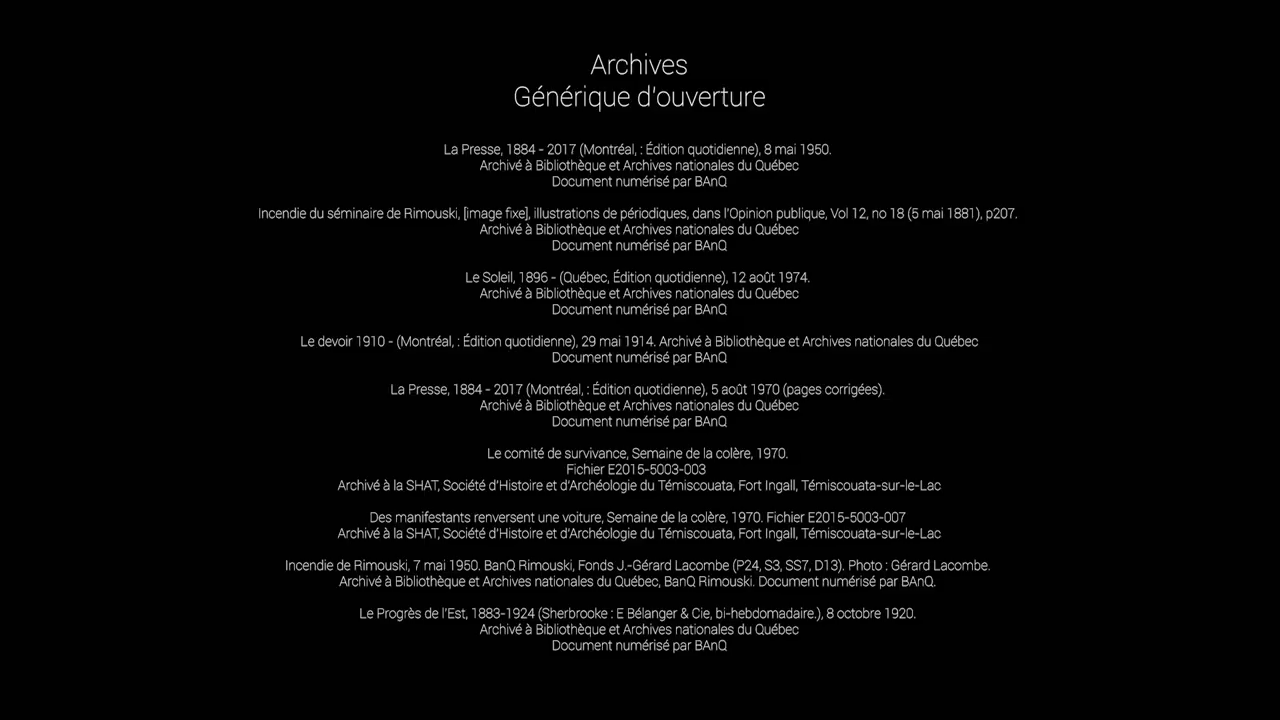 Archives
Générique d'ouverture
La Presse, 1884 - 2017 (Montréal, : Édition quotidienne), 8 mai 1950.
Archivé à Bibliothèque et Archives nationales du Québec
Document numérisé par BAnQ
Incendie du séminaire de Rimouski, [image fixe], illustrations de périodiques, dans l'Opinion publique, Vol 12, no 18 (5 mai 1881), p207.
Archivé à Bibliothèque et Archives nationales du Québec
Document numérisé par BAnQ
Le Soleil, 1896 - (Québec, Édition quotidienne), 12 août 1974.
Archivé à Bibliothèque et Archives nationales du Québec
Document numérisé par BAnQ
Le devoir 1910 - (Montréal, : Édition quotidienne), 29 mai 1914. Archivé à Bibliothèque et Archives nationales du Québec
Document numérisé par BAnQ
La Presse, 1884 - 2017 (Montréal, : Édition quotidienne), 5 août 1970 (pages corrigées).
Archivé à Bibliothèque et Archives nationales du Québec
Document numérisé par BAnQ
Le comité de survivance, Semaine de la colère, 1970.
Fichier E2015-5003-003
Archivé à la SHAT, Société d'Histoire et d'Archéologie du Témiscouata, Fort Ingall, Témiscouata-sur-le-Lac
Des manifestants renversent une voiture, Semaine de la colère, 1970. Fichier E2015-5003-007
Archivé à la SHAT, Société d'Histoire et d'Archéologie du Témiscouata, Fort Ingall, Témiscouata-sur-le-Lac
Incendie de Rimouski, 7 mai 1950. BanQ Rimouski, Fonds J.-Gérard Lacombe (P24, S3, SS7, D13). Photo : Gérard Lacombe.
Archivé à Bibliothèque et Archives nationales du Québec, BanQ Rimouski. Document numérisé par BAnQ.
Le Progrès de l'Est, 1883-1924 (Sherbrooke : E Bélanger & Cie, bi-hebdomadaire.), 8 octobre 1920.
Archivé à Bibliothèque et Archives nationales du Québec
Document numérisé par BAnQ